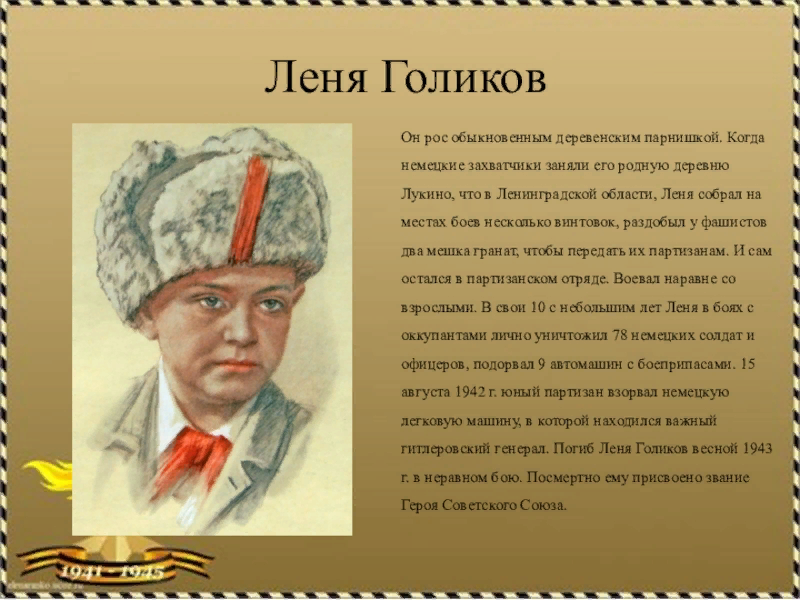 Леня Голиков
Он рос обыкновенным деревенским парнишкой. Когда
немецкие захватчики заняли его родную деревню
Лукино, что в Ленинградской области, Леня собрал на
местах боев несколько винтовок, раздобыл у фашистов
два мешка гранат, чтобы передать их партизанам. И сам
остался в партизанском отряде. Воевал наравне со
взрослыми. В свои 10 с небольшим лет Леня в боях с
оккупантами лично уничтожил 78 немецких солдат и
офицеров, подорвал 9 автомашин с боеприпасами. 15
августа 1942 г. юный партизан взорвал немецкую
легковую машину, в которой находился важный
гитлеровский генерал. Погиб Леня Голиков весной 1943
г. в неравном бою. Посмертно ему присвоено звание
Героя Советского Союза.
1941 - 1945